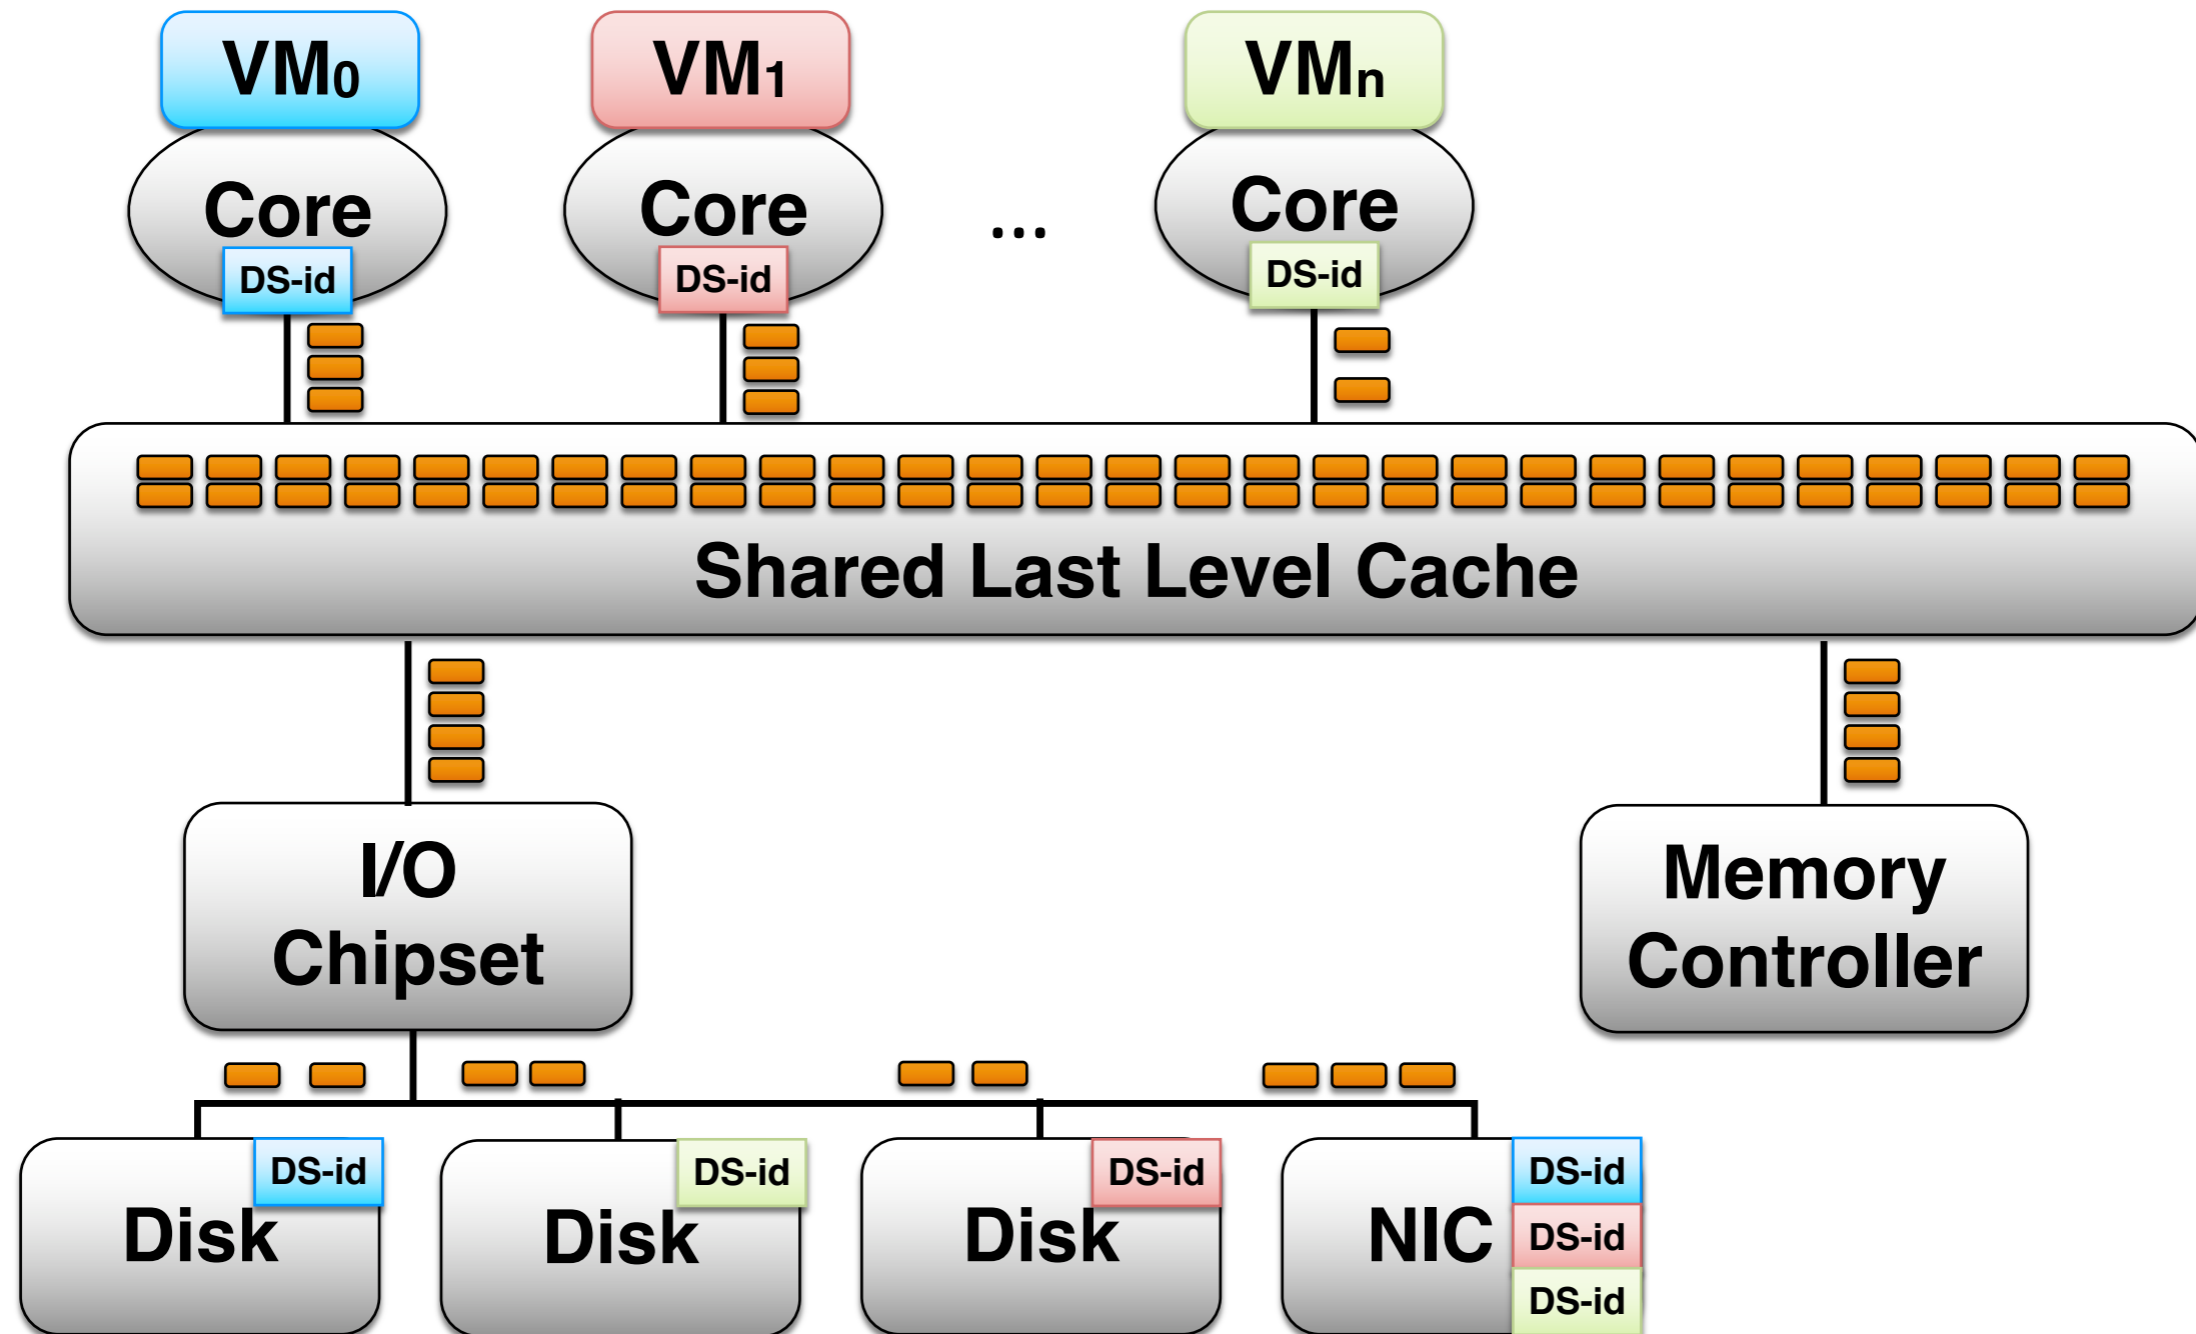 VM0
VM1
VMn
Core
Core
...
Core
DS-id
DS-id
DS-id
Shared Last Level Cache
I/O
Chipset
Memory
Controller
DS-id
Disk
DS-id
Disk
DS-id
Disk
NIC
DS-id
DS-id
DS-id